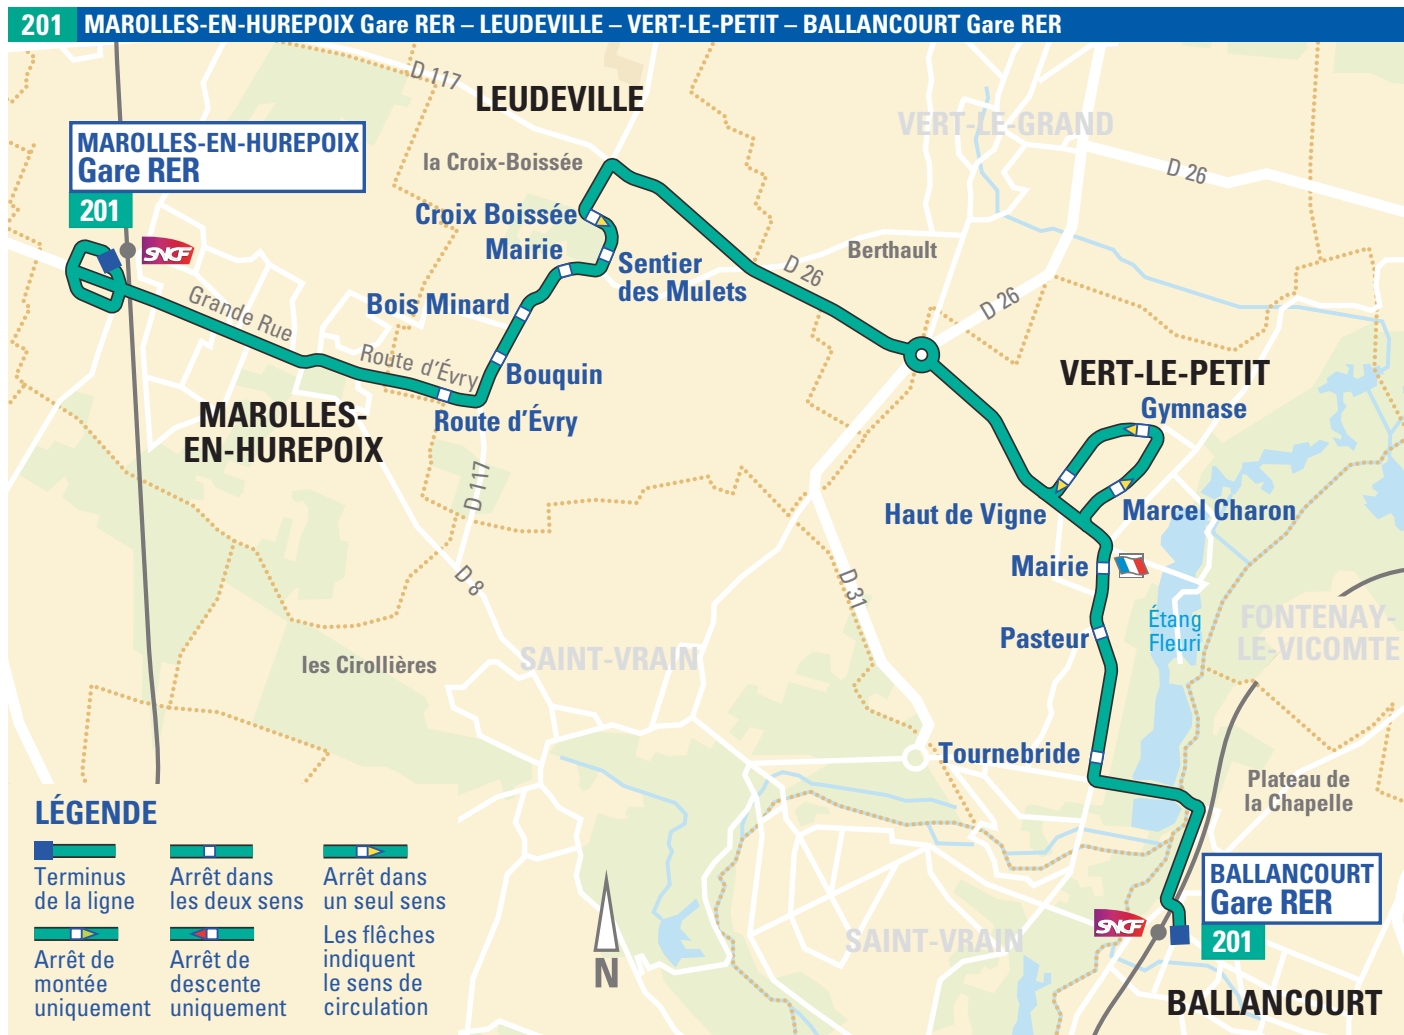 201 MAROLLES-EN-HUREPOIX Gare RER – LEUDEVILLE – VERT-LE-PETIT – BALLANCOURT Gare RER
D 117
LEUDEVILLE
VERT-LE-GRAND
MAROLLES-EN-HUREPOIX
Gare RER
201
SNCF
la Croix-Boissée
D 26
Croix Boissée
Mairie
Sentier
des Mulets
Berthault
D 26
D 26
Bois Minard
Grande Rue
Route d'Évry
Bouquin
Route d'Évry
MAROLLES-
EN-HUREPOIX
VERT-LE-PETIT
Gymnase
D 117
Haut de Vigne
Marcel Charon
Mairie
D 8
D 31
Étang
Fleuri
FONTENAY-
LE-VICOMTE
Pasteur
les Cirollières
SAINT-VRAIN
Tournebride
Plateau de
la Chapelle
BALLANCOURT
Gare RER
201
SNCF
SAINT-VRAIN
BALLANCOURT
N
LÉGENDE
Terminus
de la ligne
Arrêt dans
les deux sens
Arrêt dans
un seul sens
Arrêt de
montée
uniquement
Arrêt de
descente
uniquement
Les flêches
indiquent
le sens de
circulation